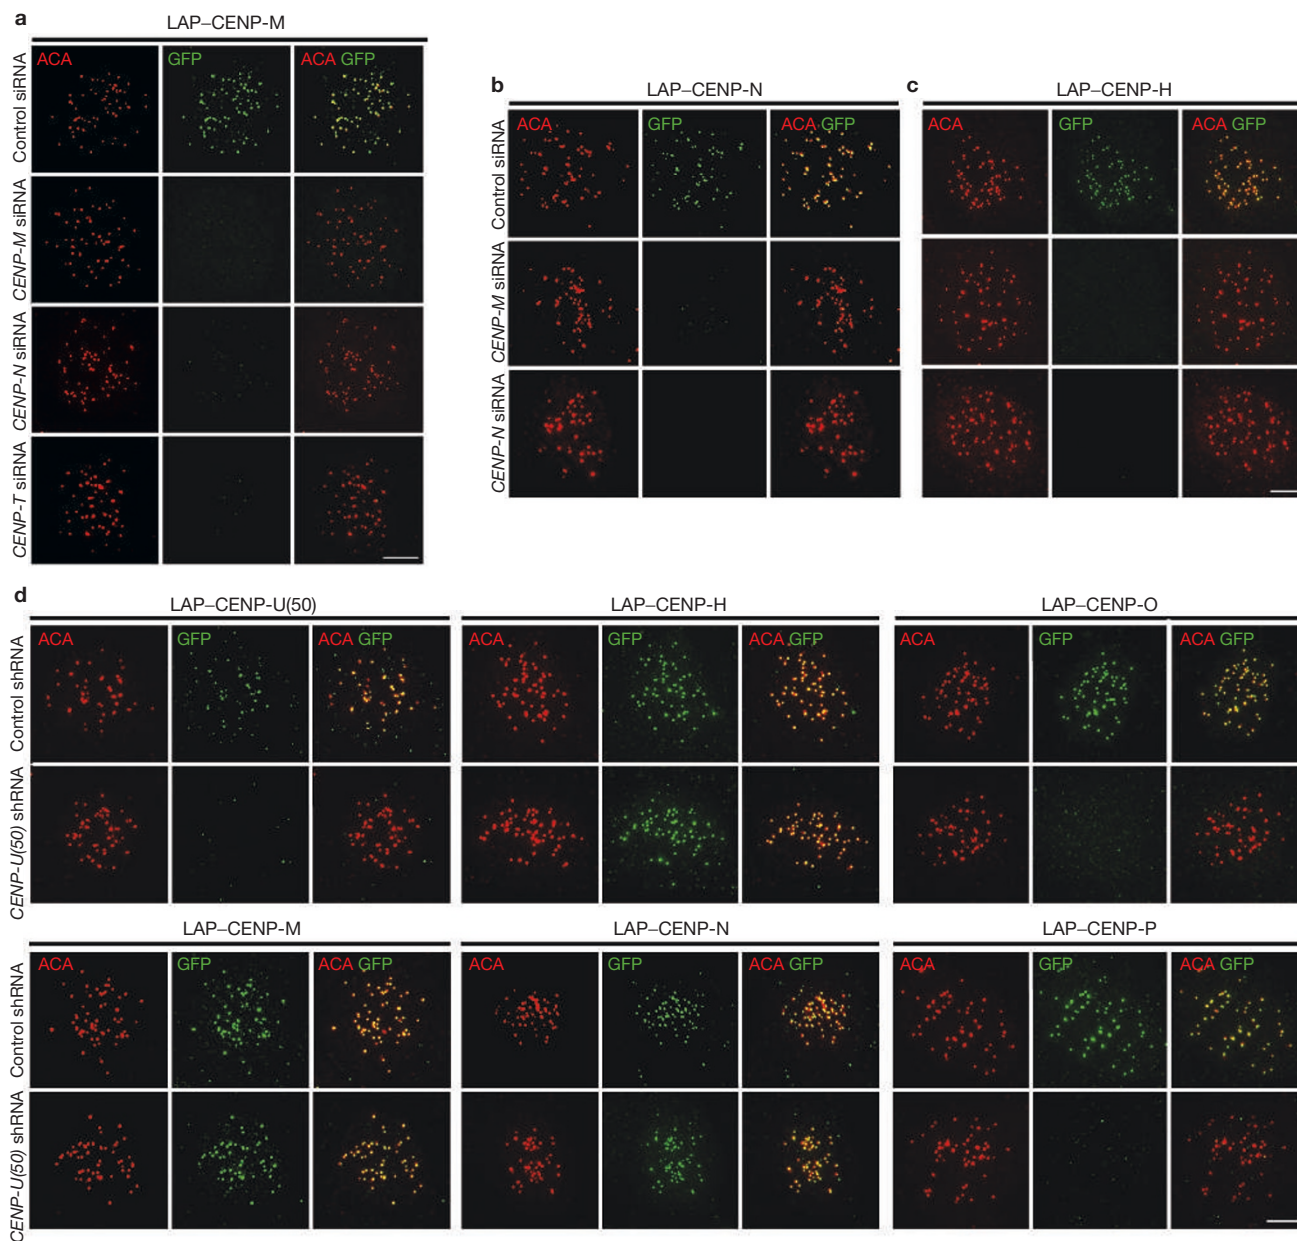 a
LAP–CENP-M
ACA GFP ACA GFP
Control siRNA
CENP-M siRNA
CENP-N siRNA
CENP-T siRNA
b
LAP–CENP-N
ACA GFP ACA GFP
Control siRNA
CENP-M siRNA
CENP-N siRNA
c
LAP–CENP-H
ACA GFP ACA GFP
d
LAP–CENP-U(50) LAP–CENP-H LAP–CENP-O
ACA GFP ACA GFP ACA GFP ACA GFP ACA GFP ACA GFP
Control shRNA
CENP-U(50) shRNA
LAP–CENP-M LAP–CENP-N LAP–CENP-P
ACA GFP ACA GFP ACA GFP ACA GFP ACA GFP ACA GFP
Control shRNA
CENP-U(50) shRNA